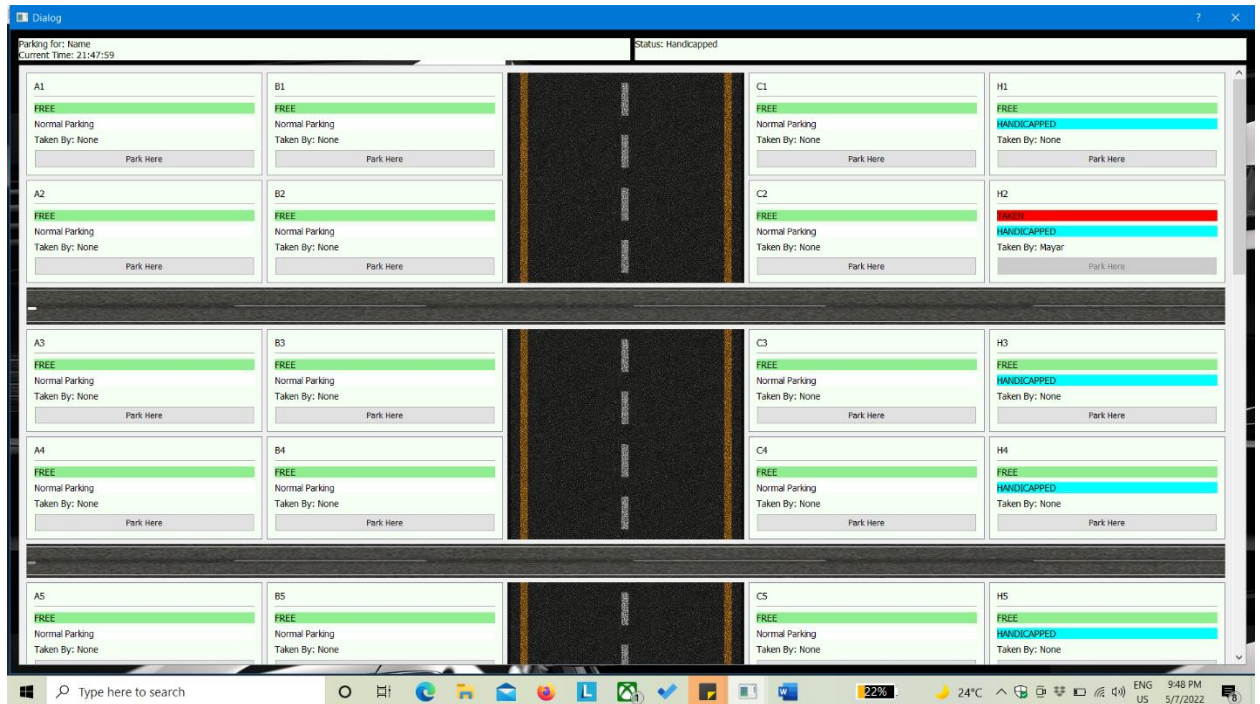 Dialog
Parking for: Name
Current Time: 21:47:59
Status: Handicapped
A1
FREE
Normal Parking
Taken By: None
Park Here
B1
FREE
Normal Parking
Taken By: None
Park Here
C1
FREE
Normal Parking
Taken By: None
Park Here
H1
FREE
HANDICAPPED
Taken By: None
Park Here
A2
FREE
Normal Parking
Taken By: None
Park Here
B2
FREE
Normal Parking
Taken By: None
Park Here
C2
FREE
Normal Parking
Taken By: None
Park Here
H2
TAKEN
HANDICAPPED
Taken By: Mayar
Park Here
A3
FREE
Normal Parking
Taken By: None
Park Here
B3
FREE
Normal Parking
Taken By: None
Park Here
C3
FREE
Normal Parking
Taken By: None
Park Here
H3
FREE
HANDICAPPED
Taken By: None
Park Here
A4
FREE
Normal Parking
Taken By: None
Park Here
B4
FREE
Normal Parking
Taken By: None
Park Here
C4
FREE
Normal Parking
Taken By: None
Park Here
H4
FREE
HANDICAPPED
Taken By: None
Park Here
A5
FREE
Normal Parking
Taken By: None
B5
FREE
Normal Parking
Taken By: None
C5
FREE
Normal Parking
Taken By: None
H5
FREE
HANDICAPPED
Taken By: None
Type here to search
L
1
W
22%
24°C
ENG
US
9:48 PM
5/7/2022
8